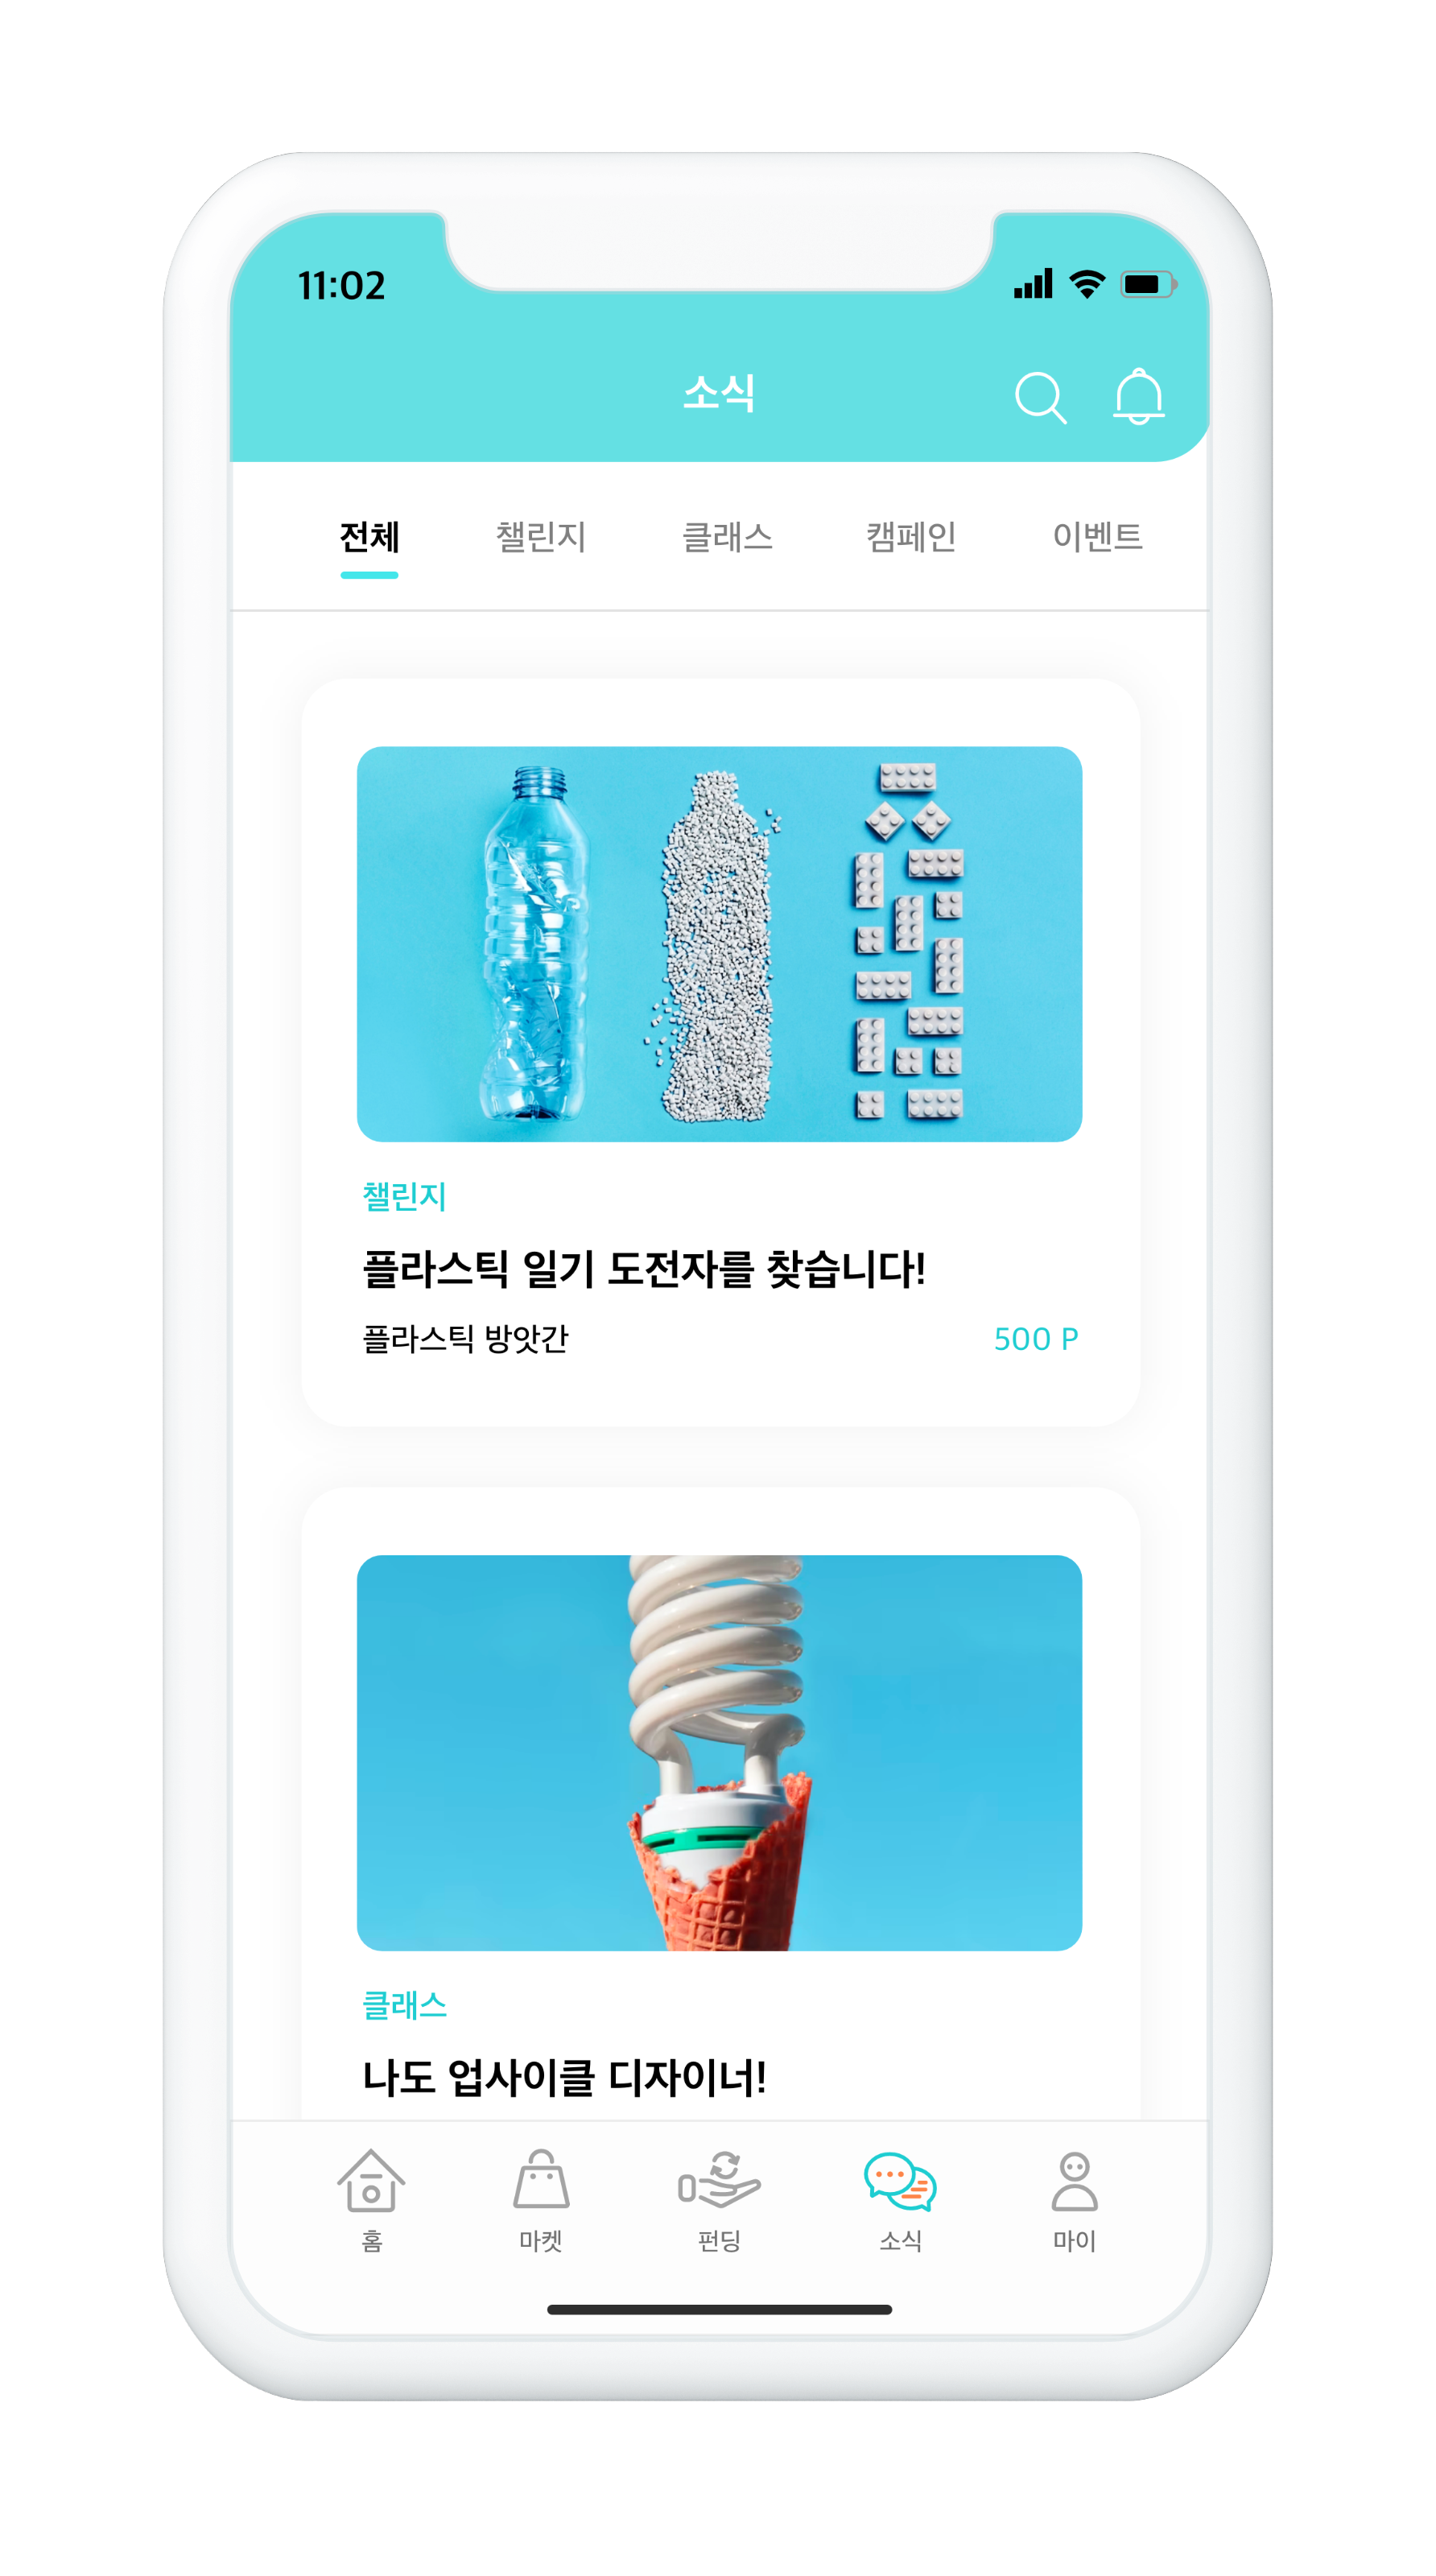 11:02
소식
전체 챌린지 클래스 캠페인 이벤트
챌린지
플라스틱 일기 도전자를 찾습니다!
플라스틱 방앗간 500 P
클래스
나도 업사이클 디자이너!
홈 마켓 펀딩 소식 마이